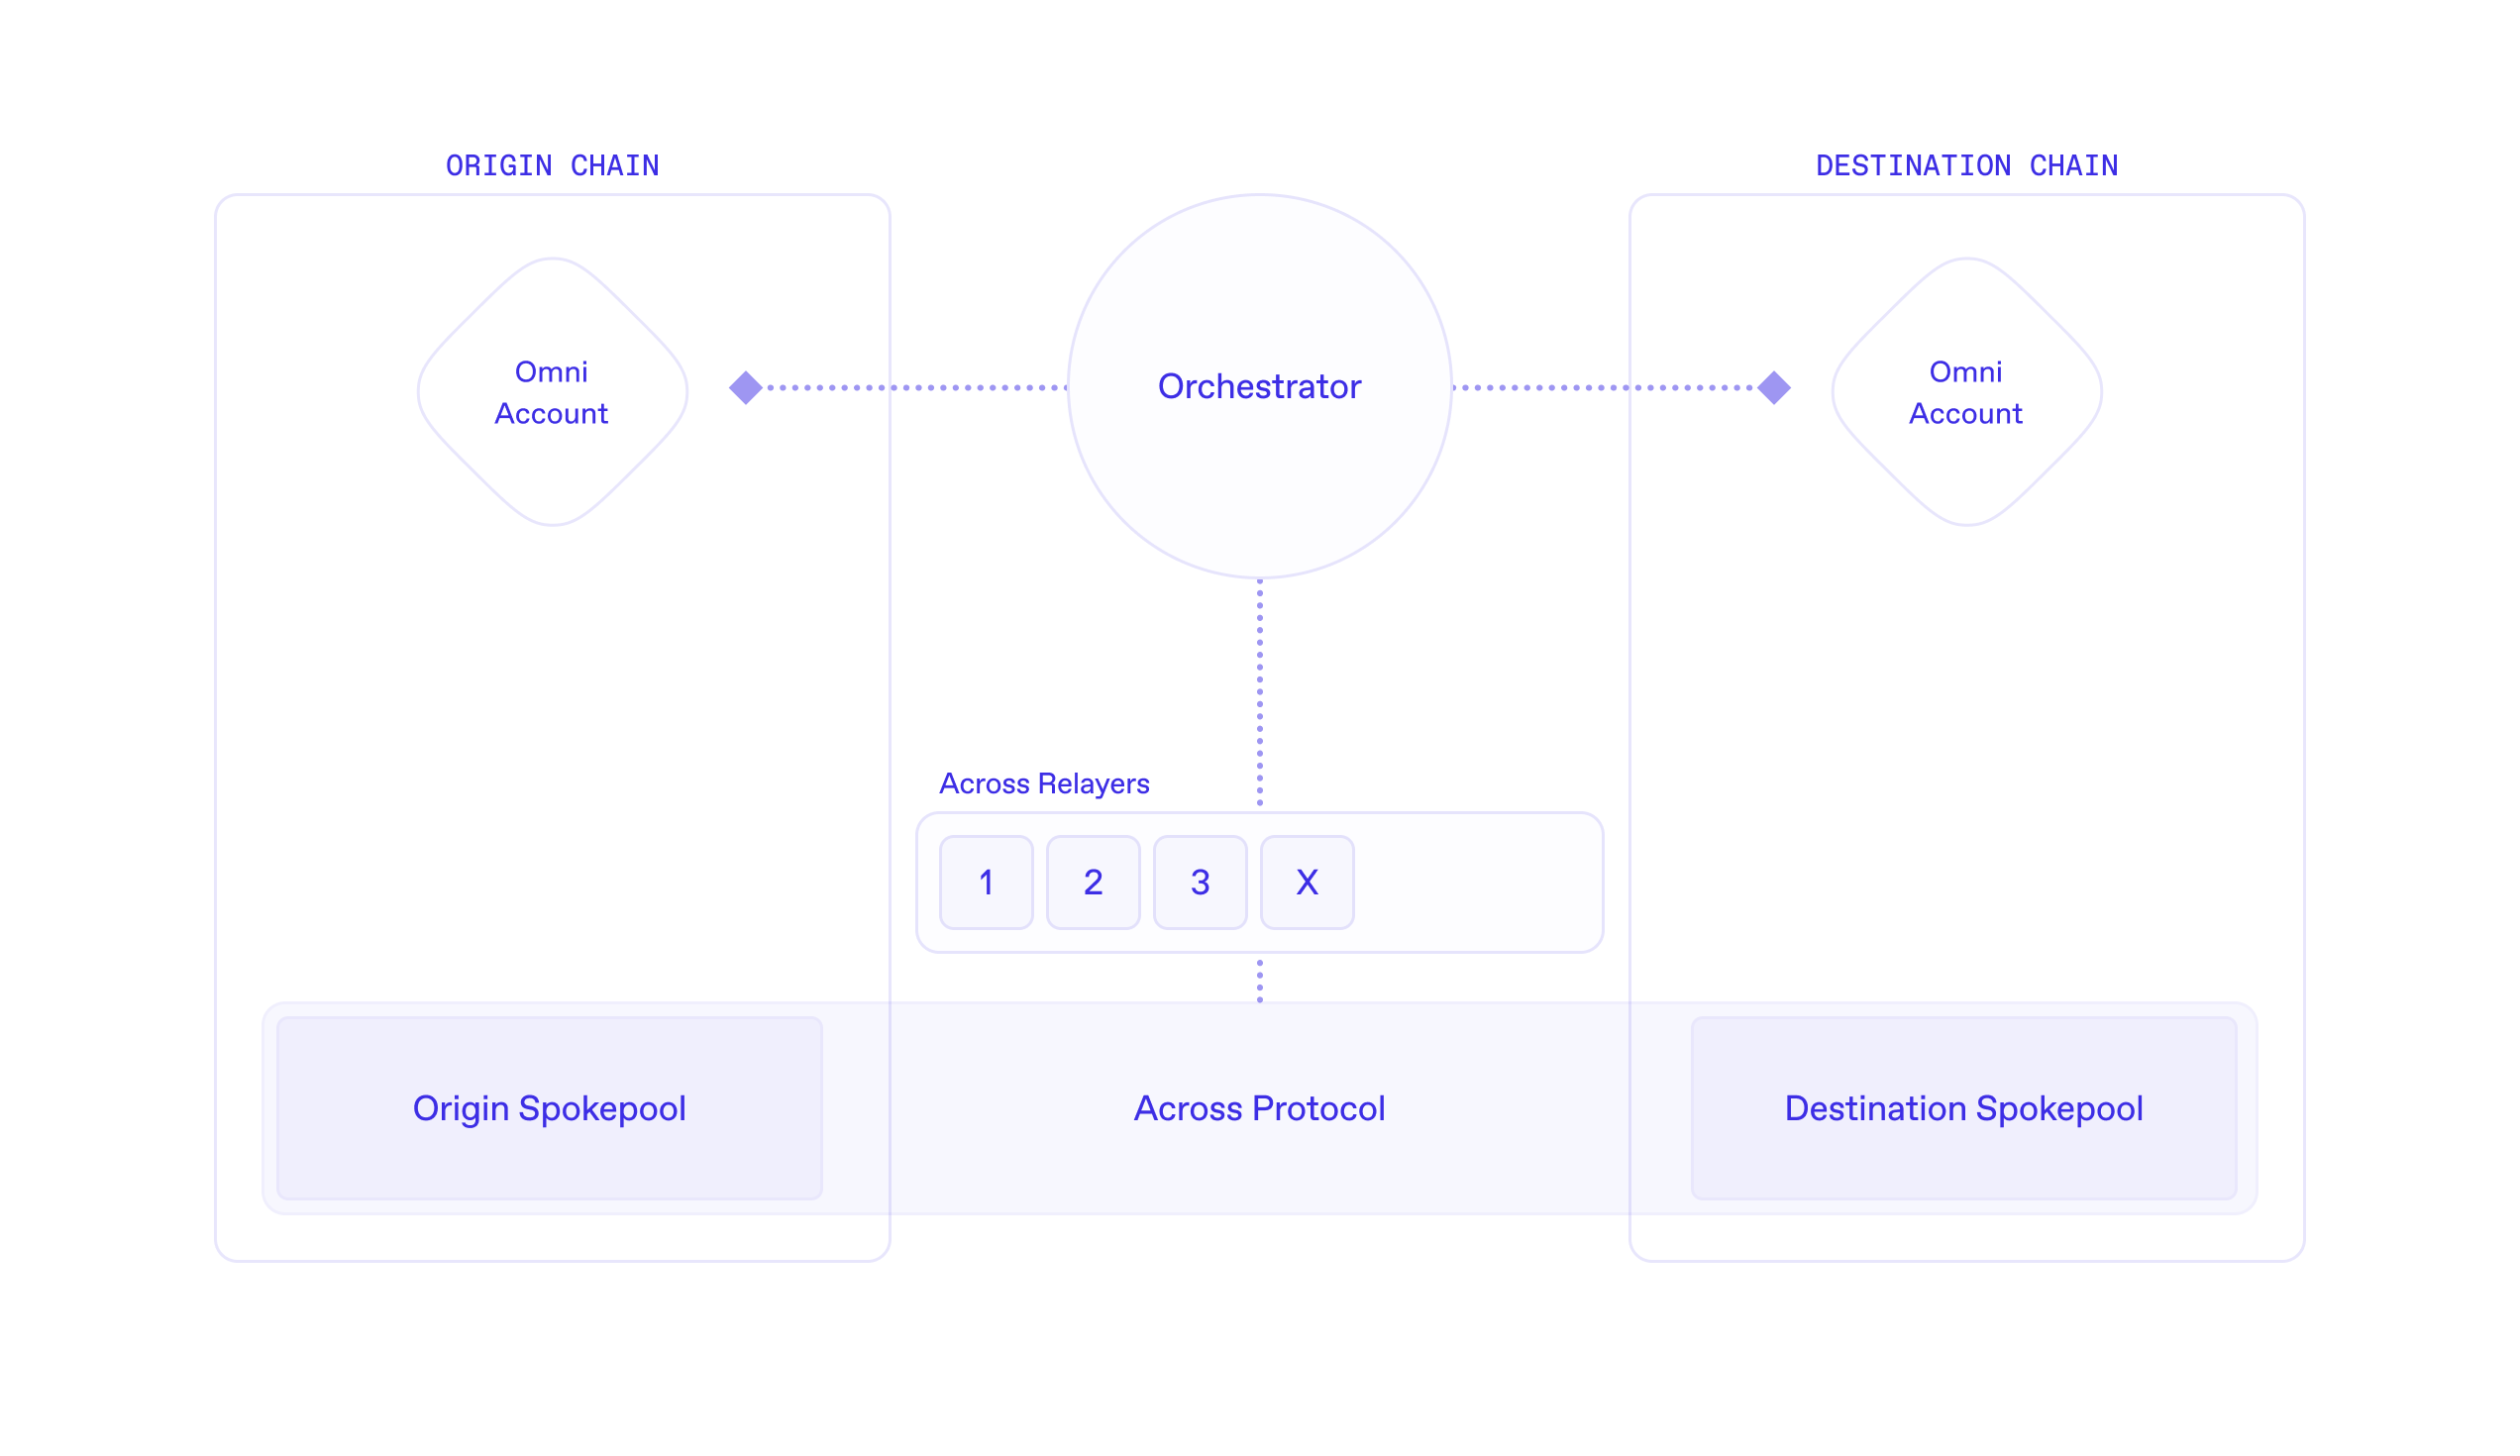 ORIGIN CHAIN
DESTINATION CHAIN
Omni
Account
Orchestrator
Omni
Account
Across Relayers
1
2
3
X
Origin Spokepool
Across Protocol
Destination Spokepool